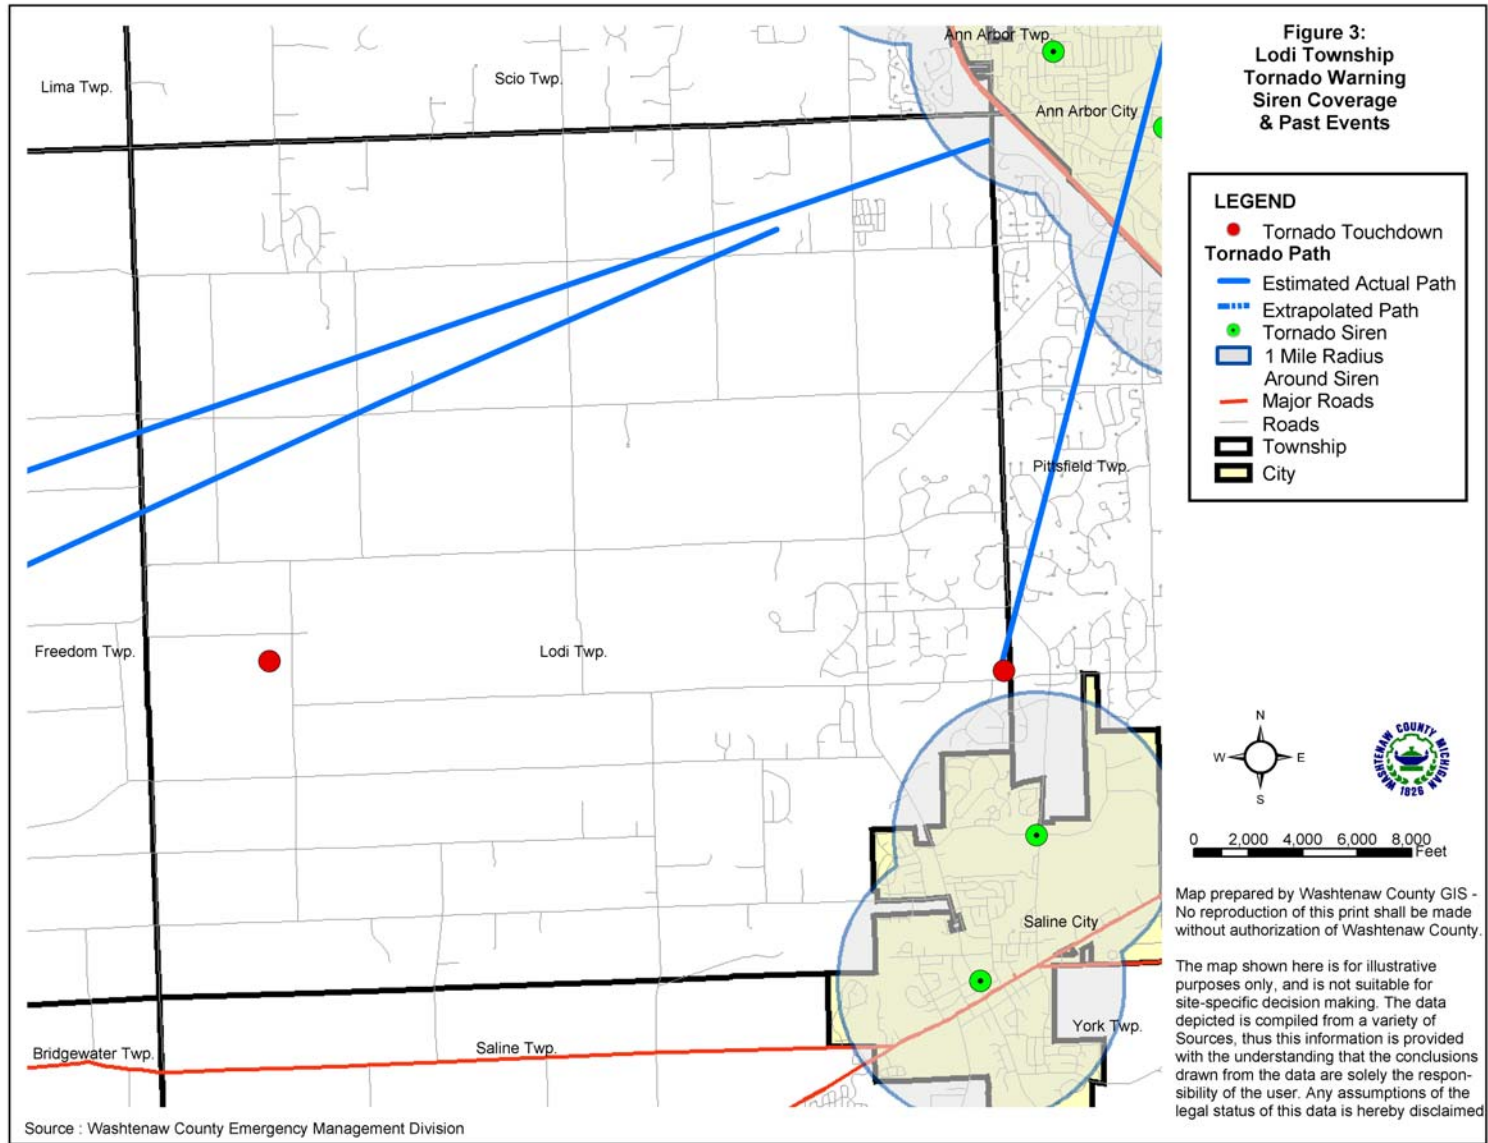 Figure 3:
Lodi Township
Tornado Warning
Siren Coverage
& Past Events
Ann Arbor Twp.
Scio Twp.
Lima Twp.
Ann Arbor City
Pittsfield Twp.
Freedom Twp.
Lodi Twp.
Saline City
York Twp.
Saline Twp.
Bridgewater Twp.
LEGEND
Tornado Touchdown
Tornado Path
Estimated Actual Path
Extrapolated Path
Tornado Siren
1 Mile Radius
Around Siren
Major Roads
Roads
Township
City
N
W
E
S
WASHTENAW COUNTY MICHIGAN
1826
0 2,000 4,000 6,000 8,000
Feet
Map prepared by Washtenaw County GIS -
No reproduction of this print shall be made
without authorization of Washtenaw County.
The map shown here is for illustrative
purposes only, and is not suitable for
site-specific decision making. The data
depicted is compiled from a variety of
Sources, thus this information is provided
with the understanding that the conclusions
drawn from the data are solely the respon-
sibility of the user. Any assumptions of the
legal status of this data is hereby disclaimed
Source : Washtenaw County Emergency Management Division